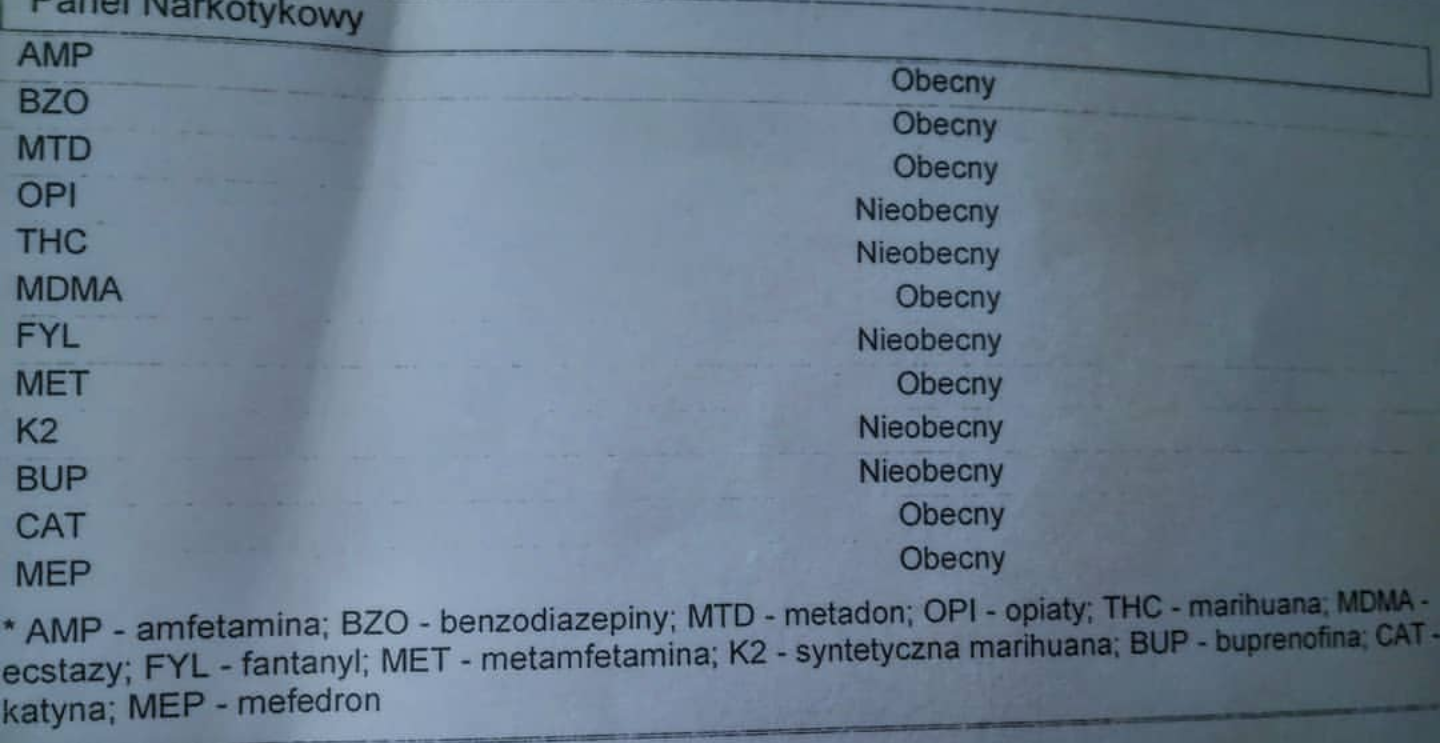 Panel Narkotykowy
AMP Obecny
BZO Obecny
MTD Obecny
OPI Nieobecny
THC Nieobecny
MDMA Obecny
FYL Nieobecny
MET Obecny
K2 Nieobecny
BUP Nieobecny
CAT Obecny
MEP Obecny
* AMP - amfetamina; BZO - benzodiazepiny; MTD - metadon; OPI - opiaty; THC - marihuana; MDMA -
ecstazy; FYL - fantanyl; MET - metamfetamina; K2 - syntetyczna marihuana; BUP - buprenofina; CAT -
katyna; MEP - mefedron